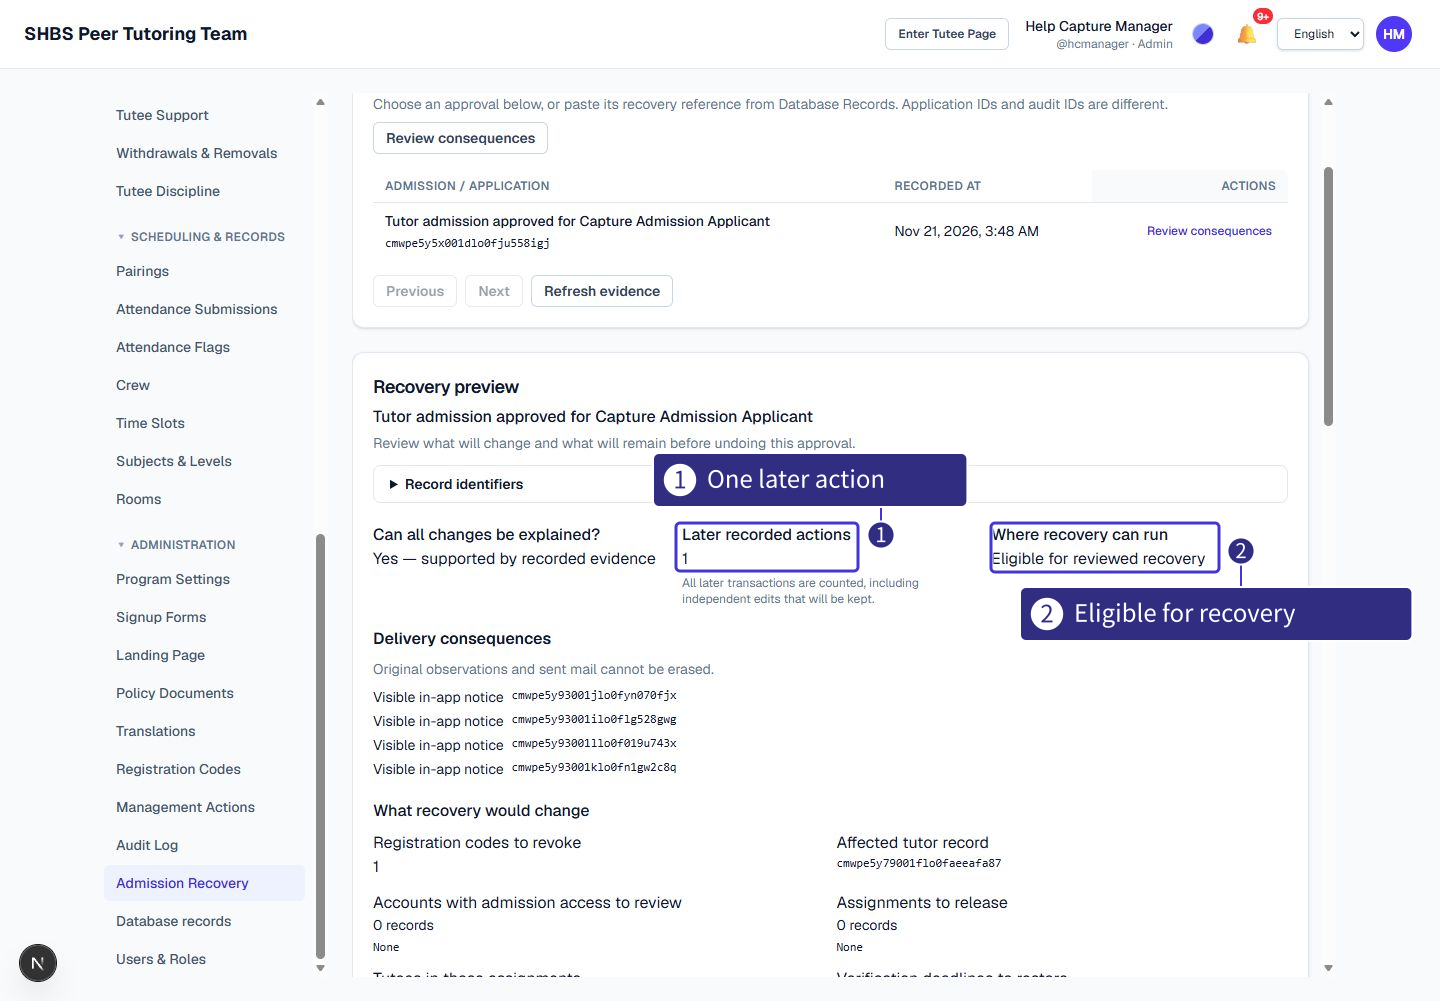 SHBS Peer Tutoring Team
Enter Tutee Page
Help Capture Manager
@hcmanager · Admin
9+
English
HM
Tutee Support
Withdrawals & Removals
Tutee Discipline
SCHEDULING & RECORDS
Pairings
Attendance Submissions
Attendance Flags
Crew
Time Slots
Subjects & Levels
Rooms
ADMINISTRATION
Program Settings
Signup Forms
Landing Page
Policy Documents
Translations
Registration Codes
Management Actions
Audit Log
Admission Recovery
Database records
Users & Roles
N
Choose an approval below, or paste its recovery reference from Database Records. Application IDs and audit IDs are different.
Review consequences
ADMISSION / APPLICATION RECORDED AT ACTIONS
Tutor admission approved for Capture Admission Applicant
cmwpe5y5x001dlo0fju558igj
Nov 21, 2026, 3:48 AM
Review consequences
Previous Next Refresh evidence
Recovery preview
Tutor admission approved for Capture Admission Applicant
Review what will change and what will remain before undoing this approval.
Record identifiers
1 One later action
Can all changes be explained?
Yes — supported by recorded evidence
Later recorded actions
1
1
All later transactions are counted, including
independent edits that will be kept.
Where recovery can run
Eligible for reviewed recovery
2
2 Eligible for recovery
Delivery consequences
Original observations and sent mail cannot be erased.
Visible in-app notice cmwpe5y93001jlo0fyn070fjx
Visible in-app notice cmwpe5y93001ilo0flg528gwg
Visible in-app notice cmwpe5y93001llo0f019u743x
Visible in-app notice cmwpe5y93001klo0fn1gw2c8q
What recovery would change
Registration codes to revoke
1
Affected tutor record
cmwpe5y79001flo0faeeafa87
Accounts with admission access to review
0 records
None
Assignments to release
0 records
None
Tutees in these assignments
Verification deadlines to restore